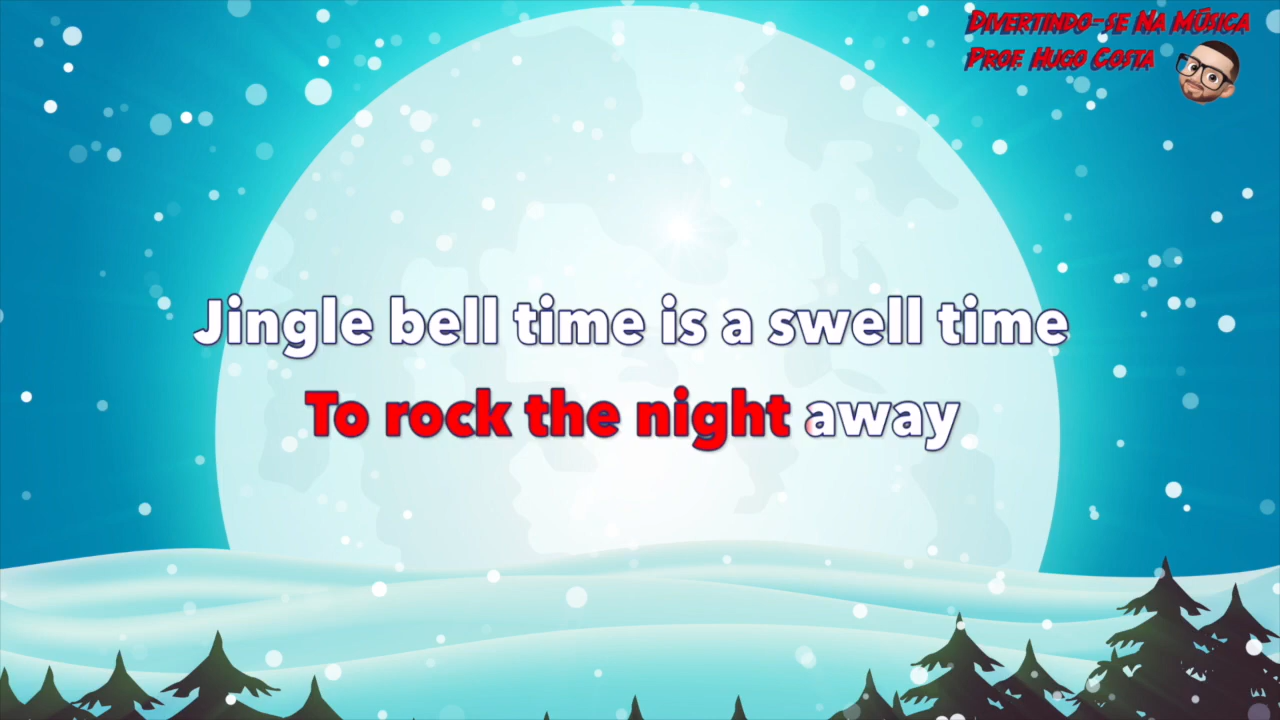 Divertindo-se Na Música
Prof. Hugo Costa
Jingle bell time is a swell time
To rock the night away